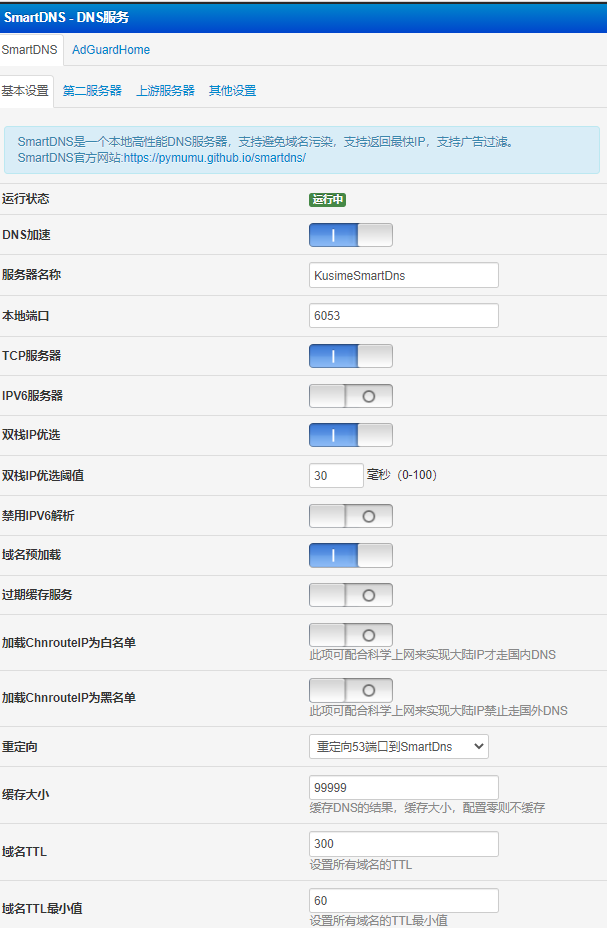 SmartDNS - DNS服务
SmartDNS AdGuardHome
基本设置 第二服务器 上游服务器 其他设置
SmartDNS是一个本地高性能DNS服务器，支持避免域名污染，支持返回最快IP，支持广告过滤。
SmartDNS官方网站:https://pymumu.github.io/smartdns/
运行状态 运行中
DNS加速
服务器名称 KusimeSmartDns
本地端口 6053
TCP服务器
IPV6服务器
双栈IP优选
双栈IP优选阈值 30 毫秒（0-100）
禁用IPV6解析
域名预加载
过期缓存服务
加载ChnrouteIP为白名单
此项可配合科学上网来实现大陆IP才走国内DNS
加载ChnrouteIP为黑名单
此项可配合科学上网来实现大陆IP禁止走国外DNS
重定向 重定向53端口到SmartDns
缓存大小 99999
缓存DNS的结果，缓存大小，配置零则不缓存
域名TTL 300
设置所有域名的TTL
域名TTL最小值 60
设置所有域名的TTL最小值